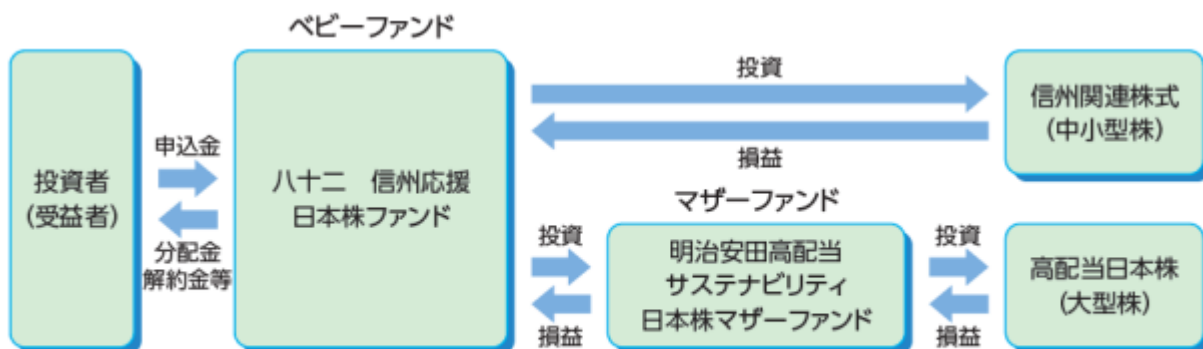 ベビーファンド
投資者
(受益者)
申込金
分配金
解約金等
八十二　信州応援
日本株ファンド
投資
損益
信州関連株式
(中小型株)
マザーファンド
投資
損益
明治安田高配当
サステナビリティ
日本株マザーファンド
投資
損益
高配当日本株
(大型株)